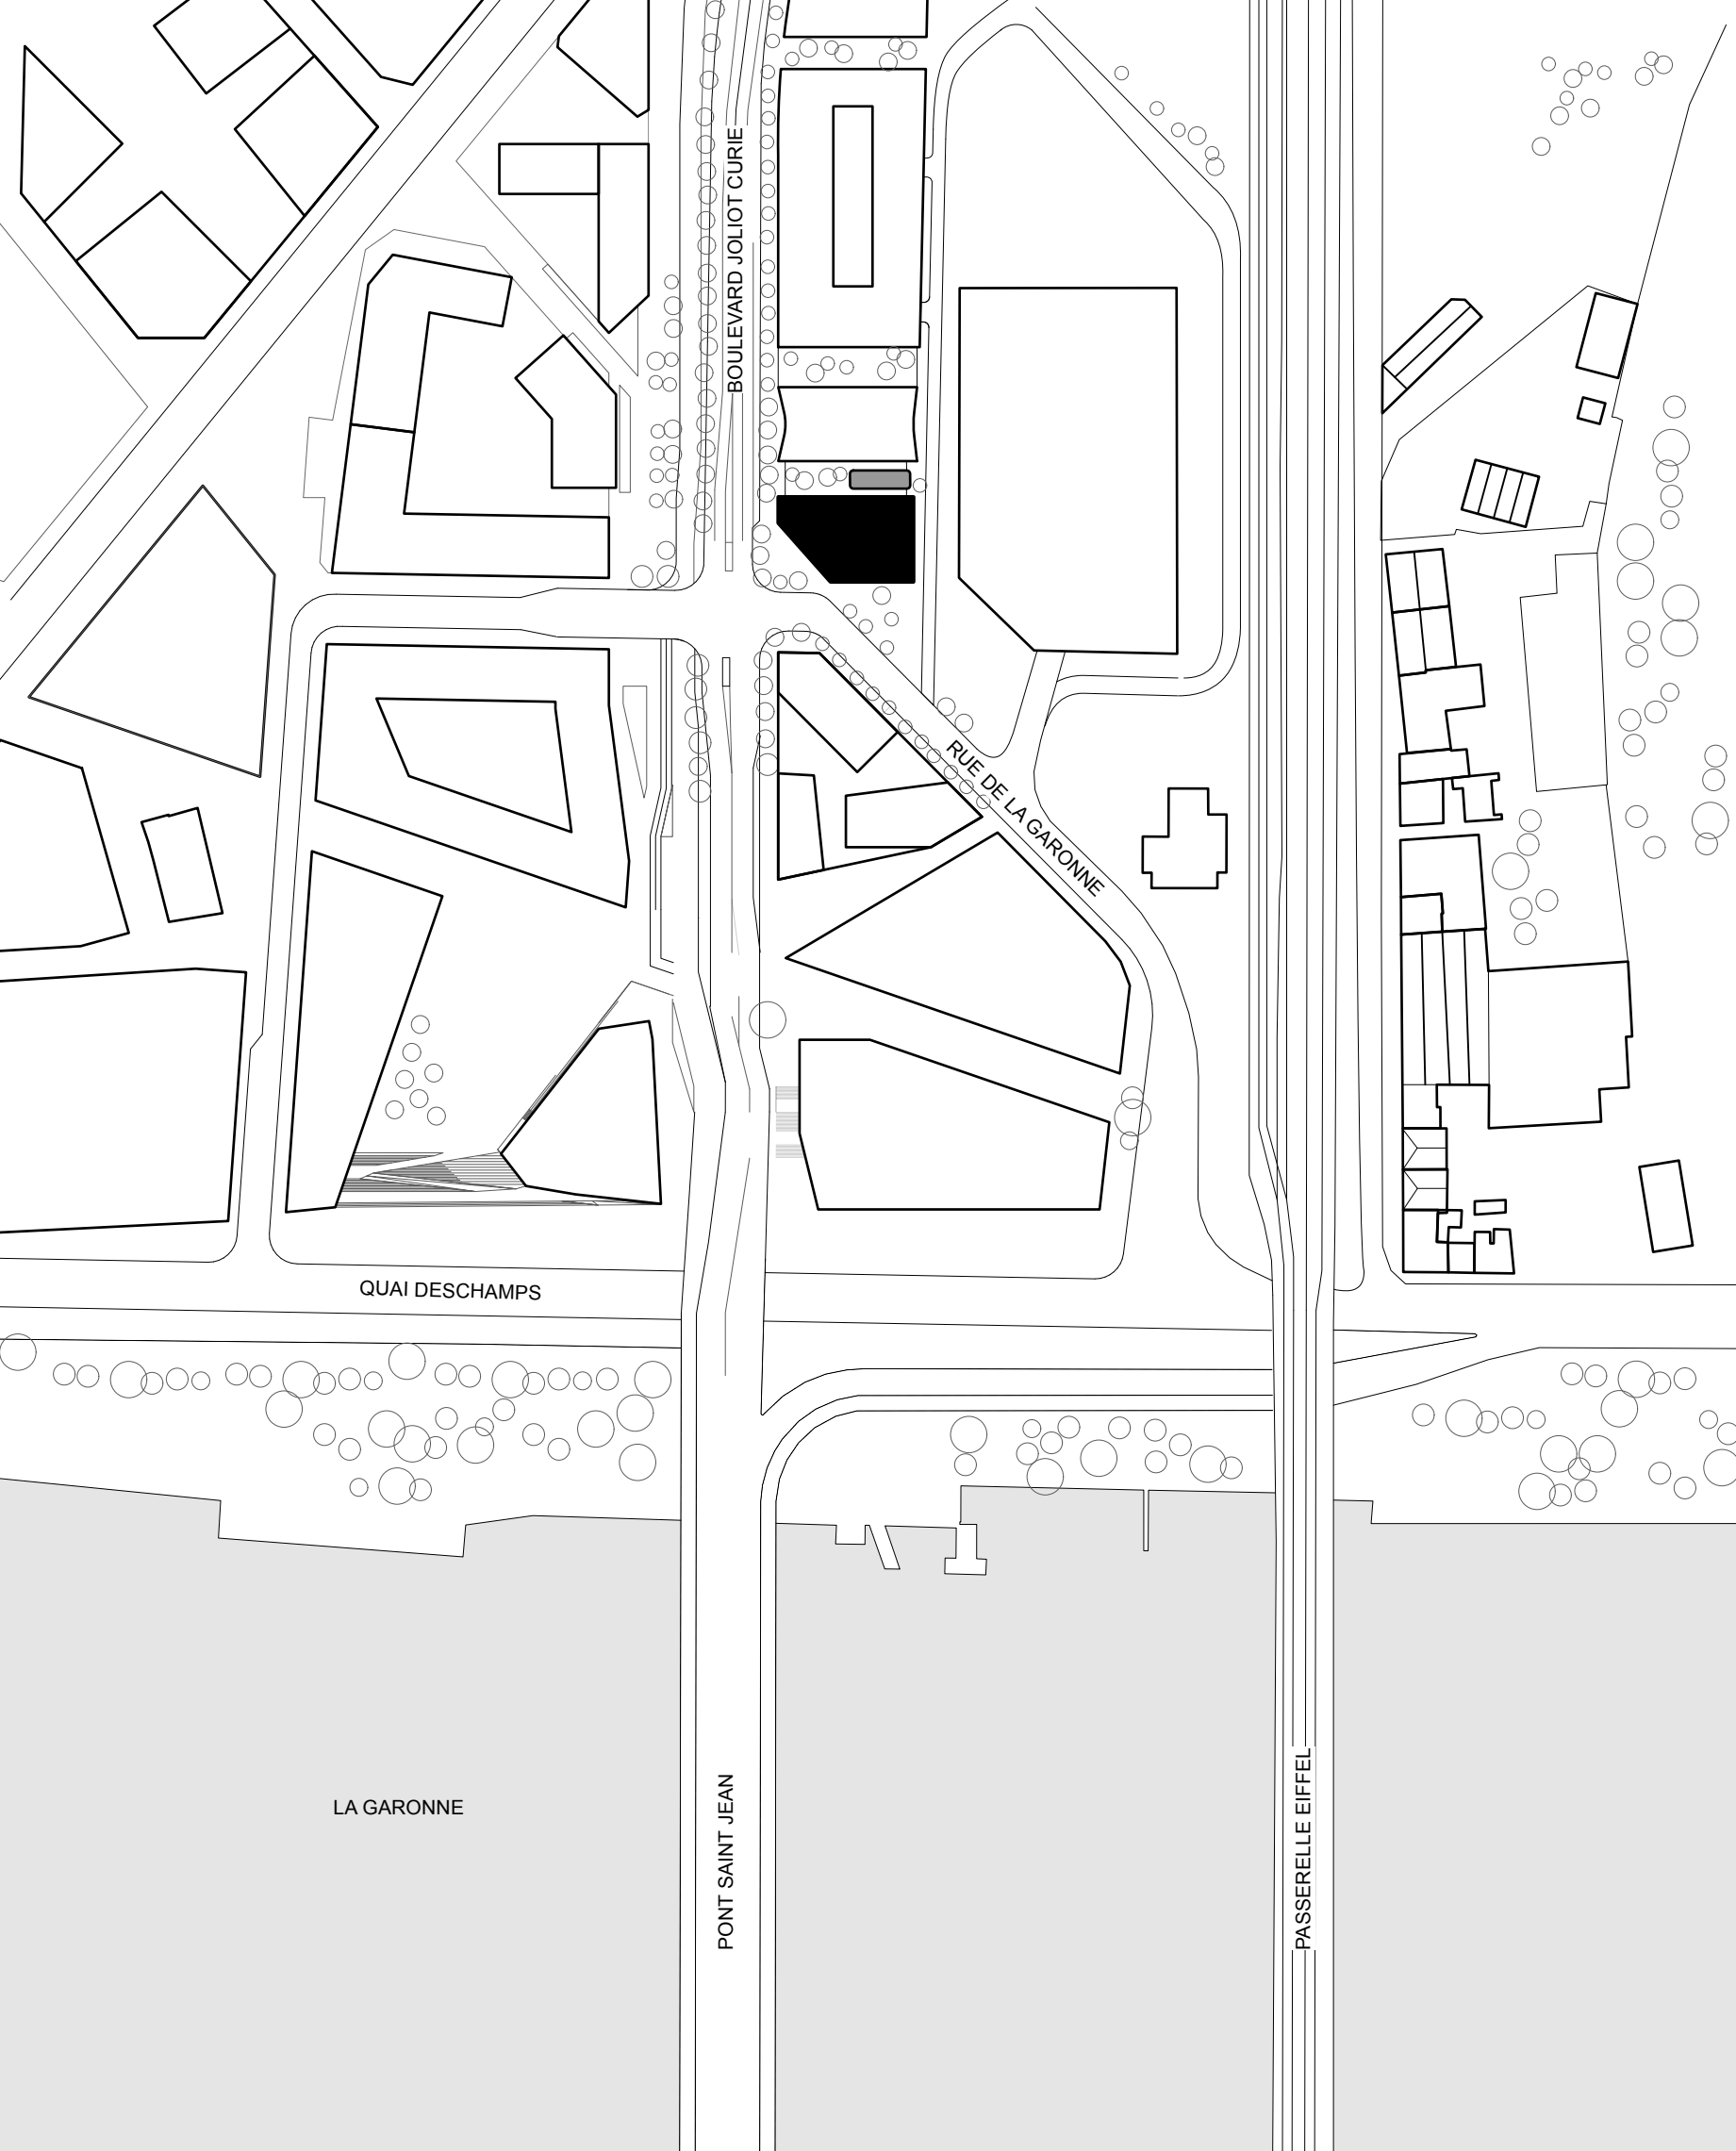 BOULEVARD JOLIOT CURIE
RUE DE LA GARONNE
QUAI DESCHAMPS
LA GARONNE
PONT SAINT JEAN
PASSERELLE EIFFEL